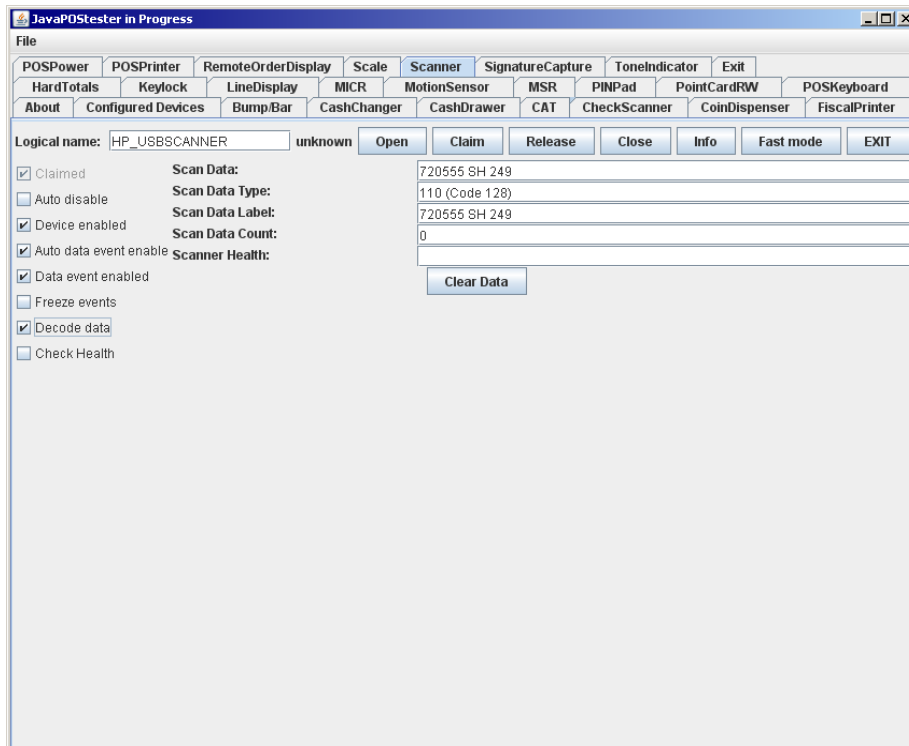 JavaPOStester in Progress
File
POSPower POSPrinter RemoteOrderDisplay Scale Scanner SignatureCapture ToneIndicator Exit
HardTotals Keylock LineDisplay MICR MotionSensor MSR PINPad PointCardRW POSKeyboard
About Configured Devices Bump/Bar CashChanger CashDrawer CAT CheckScanner CoinDispenser FiscalPrinter
Logical name: HP_USBSCANNER unknown Open Claim Release Close Info Fast mode EXIT
Claimed
Scan Data: 720555 SH 249
Auto disable
Scan Data Type: 110 (Code 128)
Scan Data Label: 720555 SH 249
Device enabled
Scan Data Count: 0
Auto data event enable
Scanner Health:
Data event enabled
Clear Data
Freeze events
Decode data
Check Health